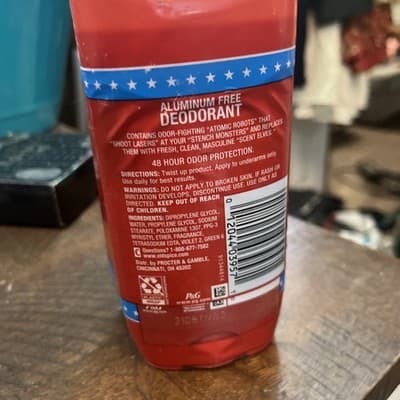 ALUMINUM FREE
DEODORANT
CONTAINS ODOR-FIGHTING "ATOMIC ROBOTS" THAT
"SHOOT LASERS" AT YOUR "STENCH MONSTERS" AND REPLACES
THEM WITH FRESH, CLEAN, MASCULINE "SCENT ELVES."
48 HOUR ODOR PROTECTION.
DIRECTIONS: Twist up product. Apply to underarms only.
Use daily for best results.
WARNINGS: DO NOT APPLY TO BROKEN SKIN. IF RASH OR
IRRITATION DEVELOPS, DISCONTINUE USE. USE ONLY AS
DIRECTED. KEEP OUT OF REACH
OF CHILDREN.
INGREDIENTS: DIPROPYLENE GLYCOL,
WATER, PROPYLENE GLYCOL, SODIUM
STEARATE, POLOXAMINE 1307, PPG-3
MYRISTYL ETHER, FRAGRANCE,
TETRASODIUM EDTA, VIOLET 2, GREEN 6
Questions? 1-800-677-7582
www.oldspice.com
Distr. by PROCTER & GAMBLE,
CINCINNATI, OH 45202
PLASTIC
P&G